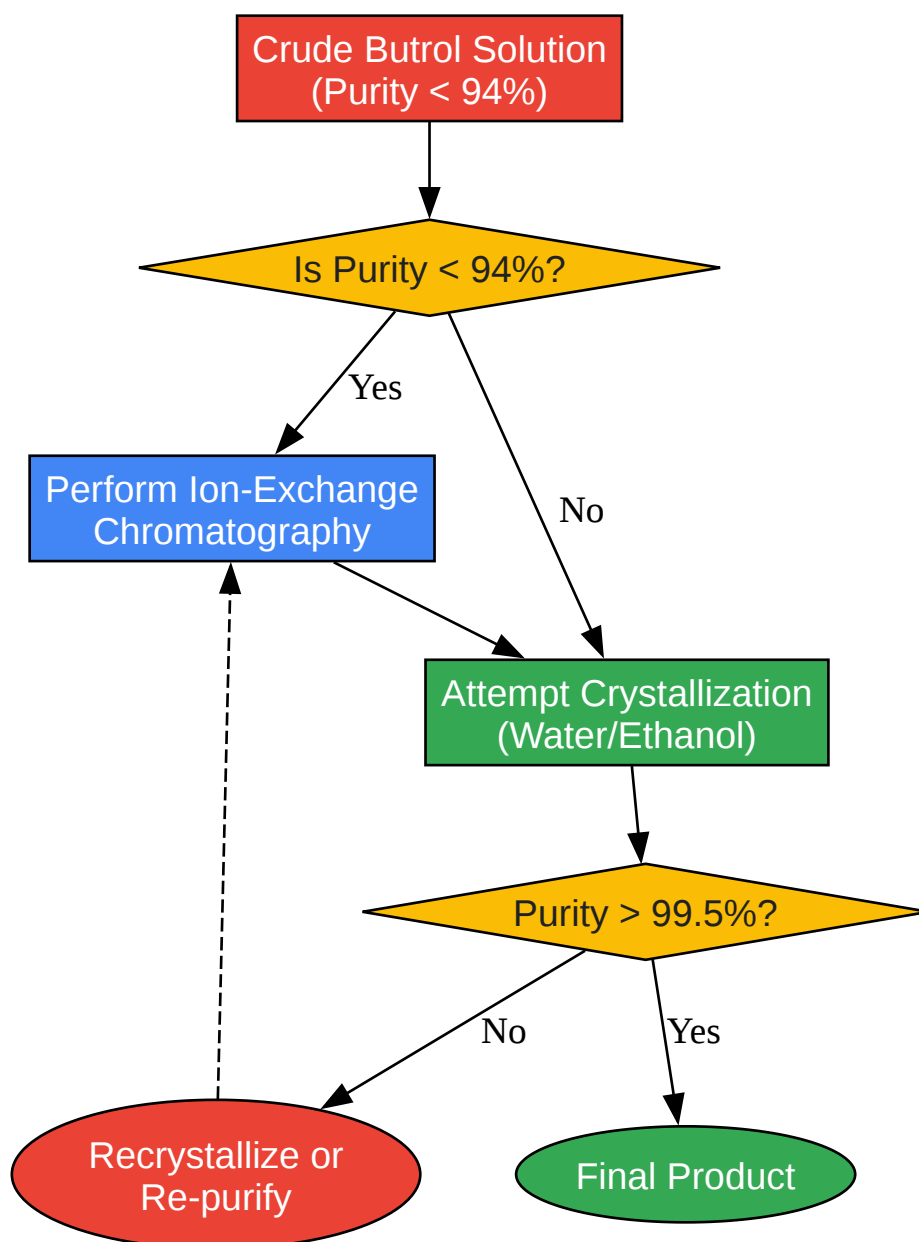 Crude Butrol Solution
(Purity < 94%)
Is Purity < 94%?
Yes
Perform Ion-Exchange
Chromatography
No
Attempt Crystallization
(Water/Ethanol)
Purity > 99.5%?
No
Yes
Recrystallize or
Re-purify
Final Product